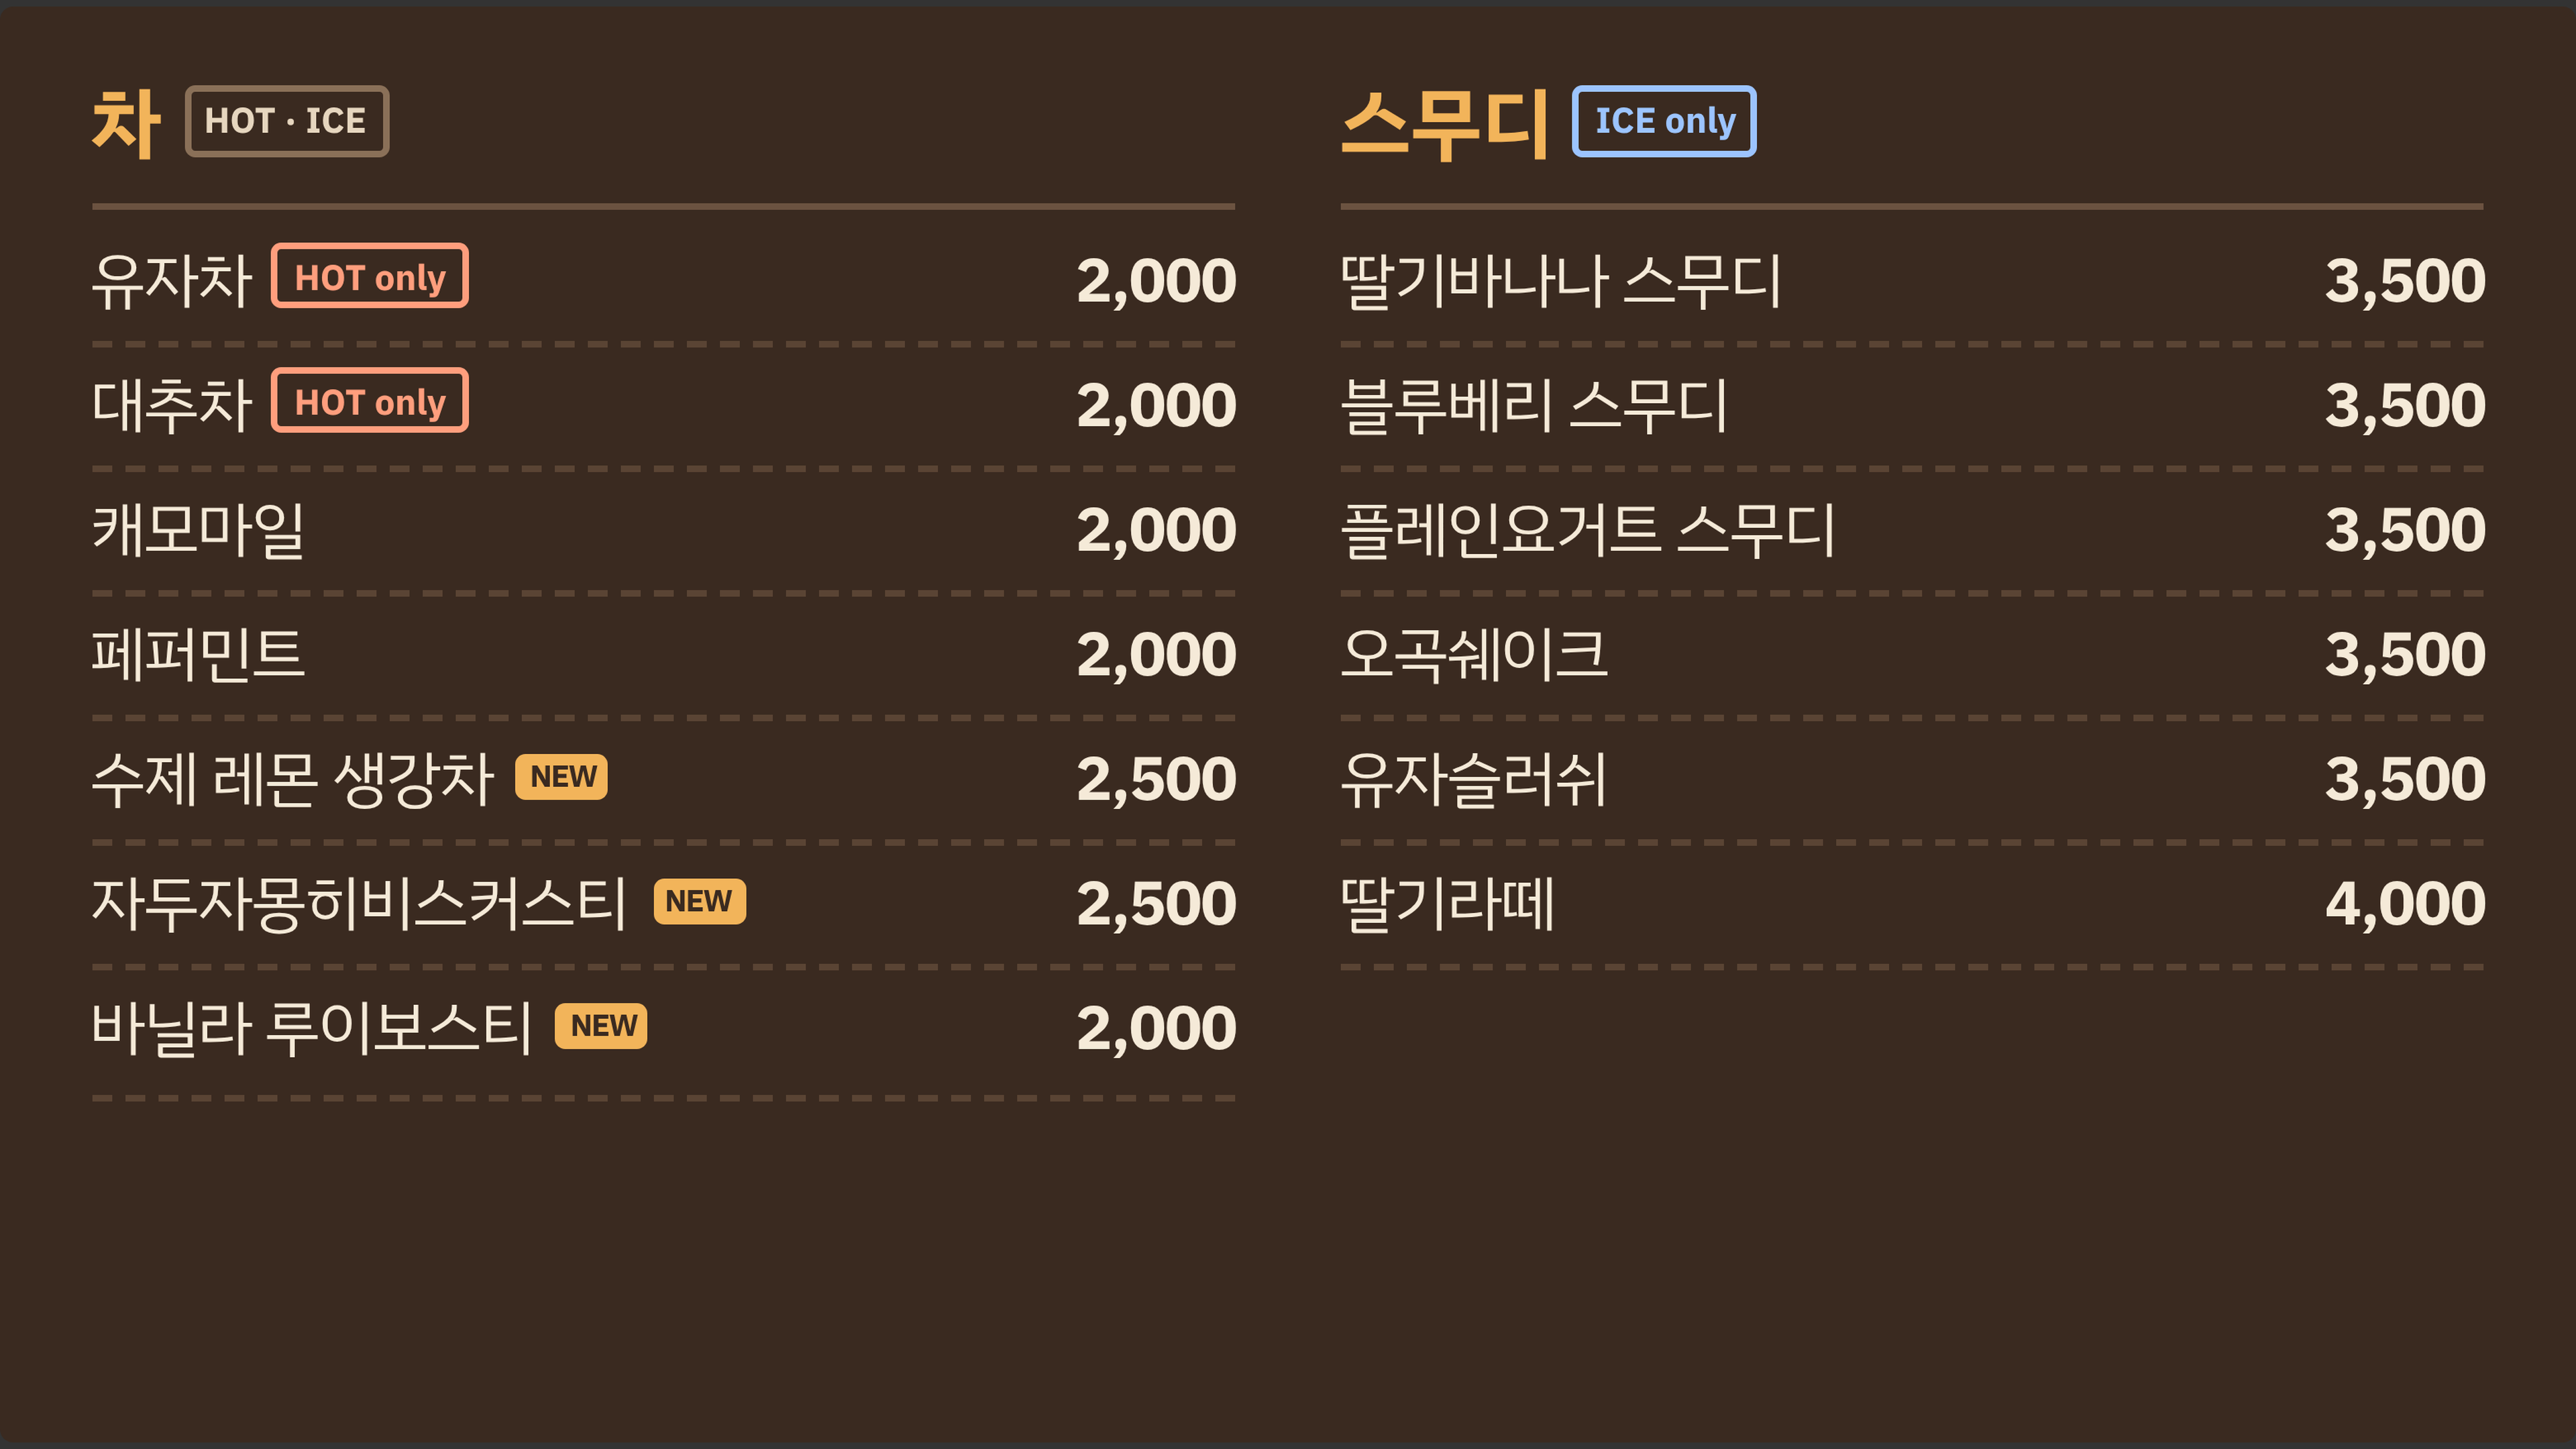 차 HOT · ICE
유자차 HOT only 2,000
대추차 HOT only 2,000
캐모마일 2,000
페퍼민트 2,000
수제 레몬 생강차 NEW 2,500
자두자몽히비스커스티 NEW 2,500
바닐라 루이보스티 NEW 2,000
스무디 ICE only
딸기바나나 스무디 3,500
블루베리 스무디 3,500
플레인요거트 스무디 3,500
오곡쉐이크 3,500
유자슬러쉬 3,500
딸기라떼 4,000